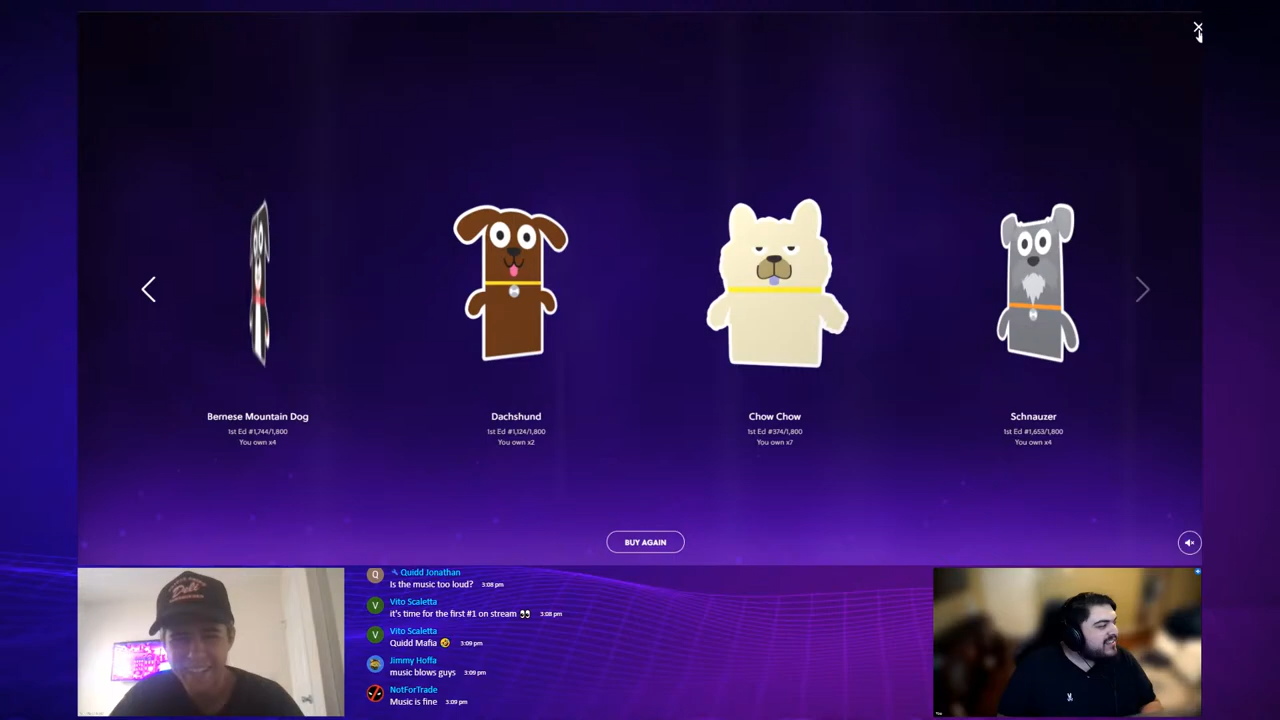 Bernese Mountain Dog
1st Ed #1,744/1,800
You own x4
Dachshund
1st Ed #1,124/1,800
You own x2
Chow Chow
1st Ed #374/1,800
You own x7
Schnauzer
1st Ed #1,653/1,800
You own x4
BUY AGAIN
Q Quidd Jonathan
Is the music too loud? 3:08 pm
V Vito Scaletta
it's time for the first #1 on stream 👀 3:08 pm
V Vito Scaletta
Quidd Mafia 🤣 3:09 pm
Jimmy Hoffa
music blows guys 3:09 pm
NotForTrade
Music is fine 3:09 pm
Deli